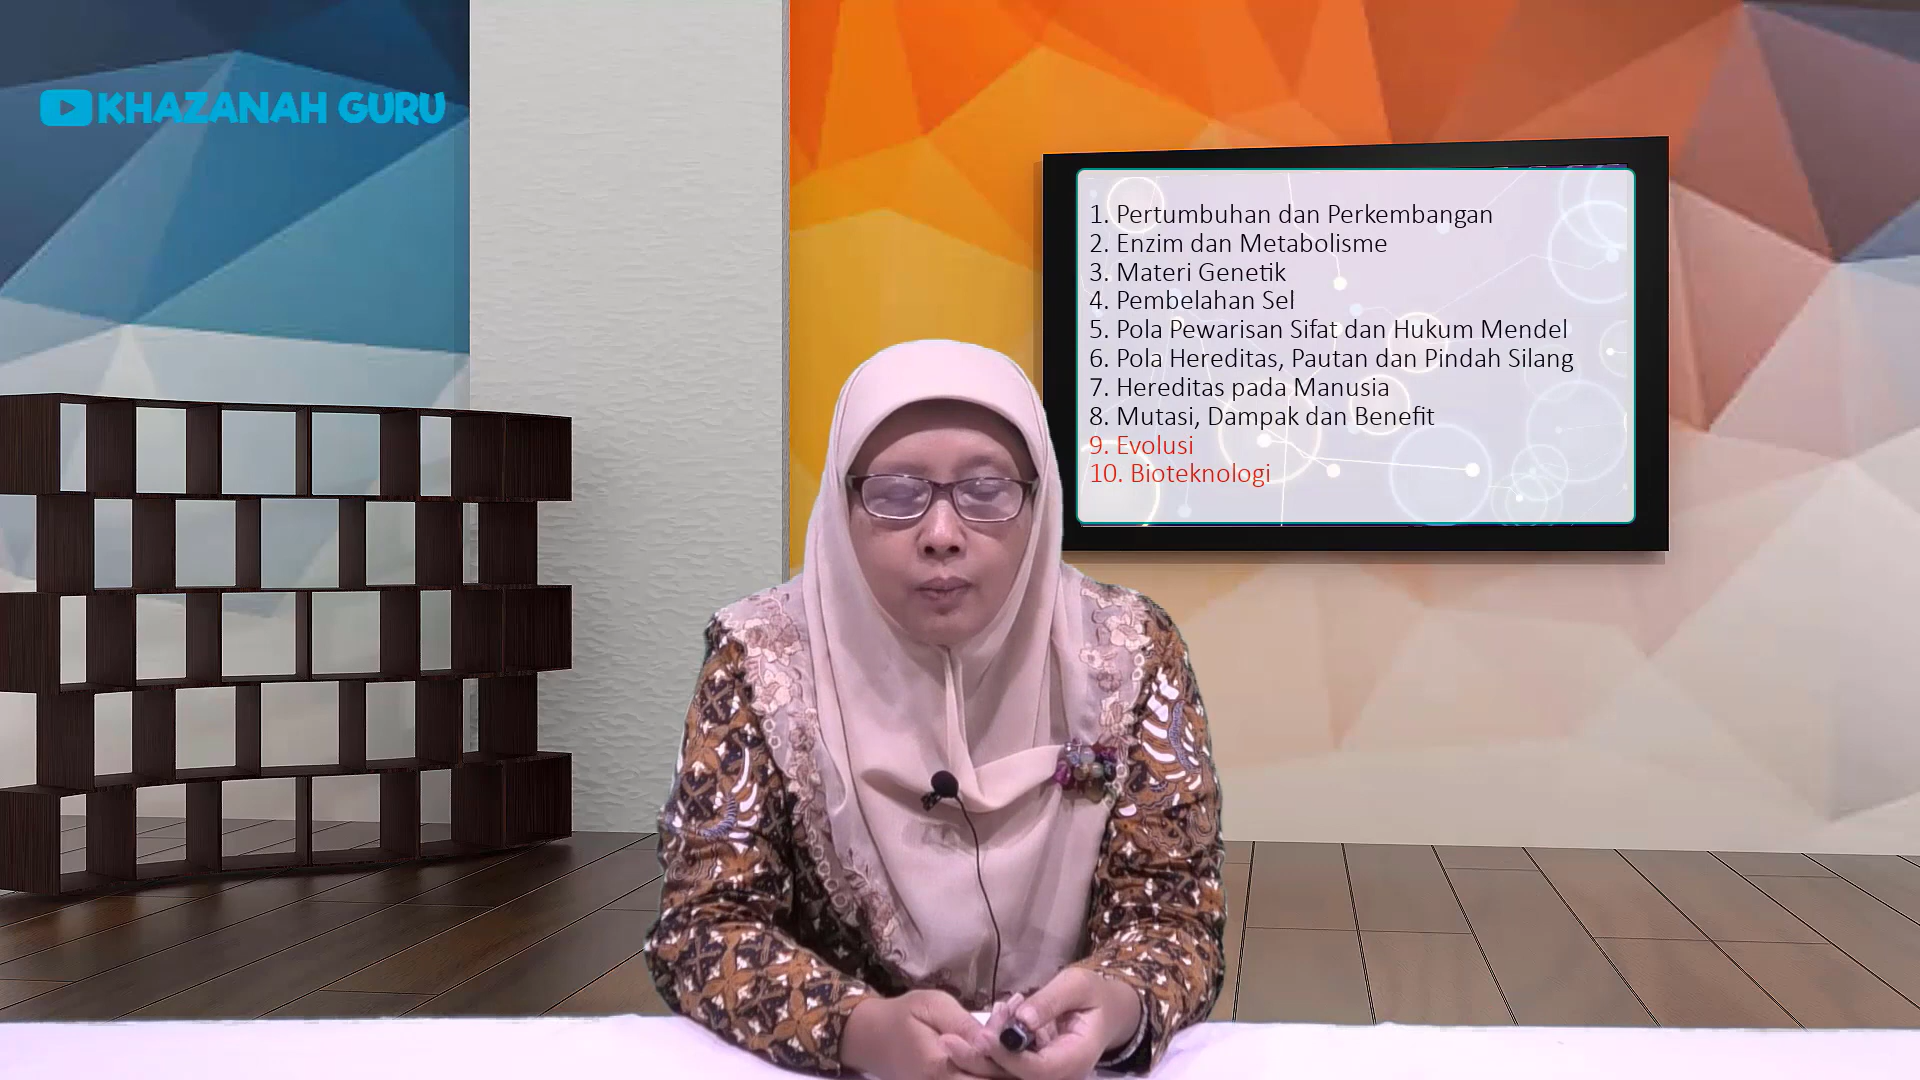 KHAZANAH GURU
1. Pertumbuhan dan Perkembangan
2. Enzim dan Metabolisme
3. Materi Genetik
4. Pembelahan Sel
5. Pola Pewarisan Sifat dan Hukum Mendel
6. Pola Hereditas, Pautan dan Pindah Silang
7. Hereditas pada Manusia
8. Mutasi, Dampak dan Benefit
9. Evolusi
10. Bioteknologi